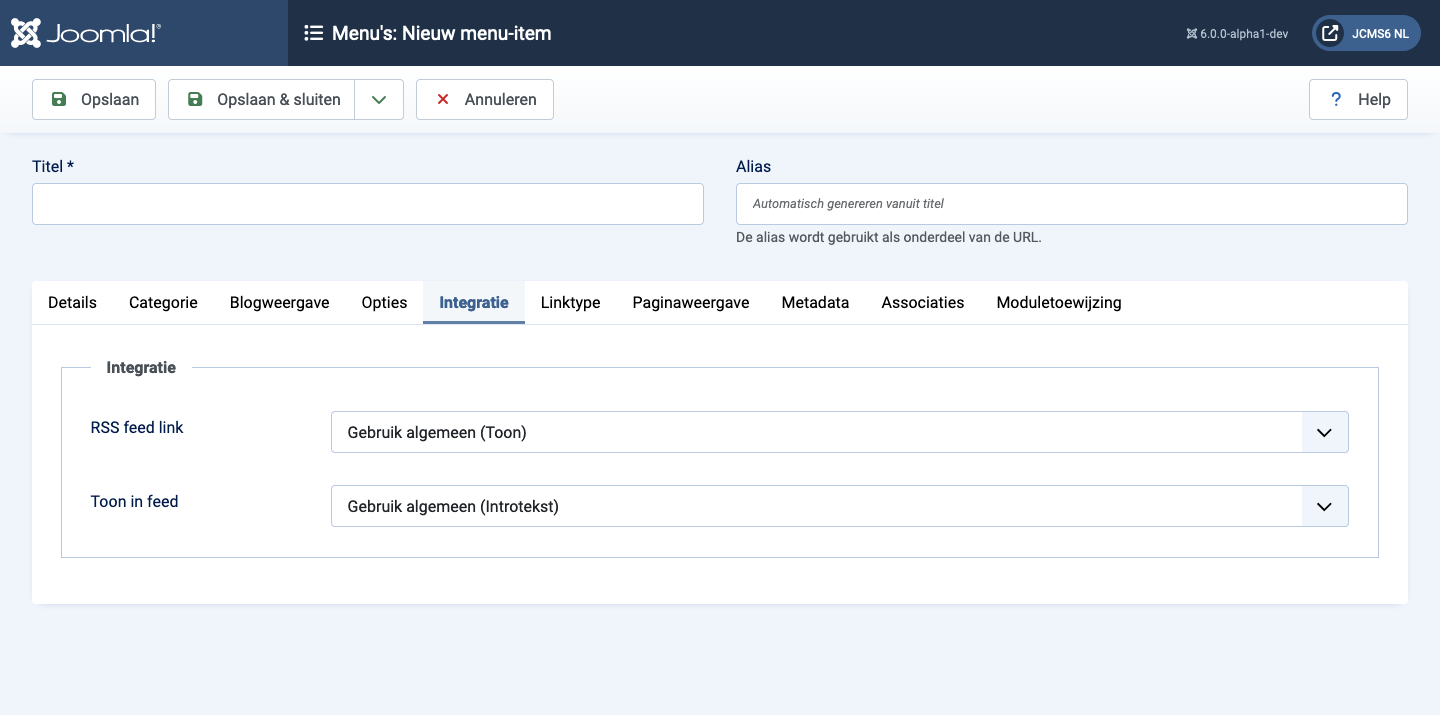 Joomla!®
Menu's: Nieuw menu-item
6.0.0-alpha1-dev
JCMS6 NL
Opslaan
Opslaan & sluiten
Annuleren
? Help
Titel *
Alias
Automatisch genereren vanuit titel
De alias wordt gebruikt als onderdeel van de URL.
Details Categorie Blogweergave Opties Integratie Linktype Paginaweergave Metadata Associaties Moduletoewijzing
Integratie
RSS feed link
Gebruik algemeen (Toon)
Toon in feed
Gebruik algemeen (Introtekst)